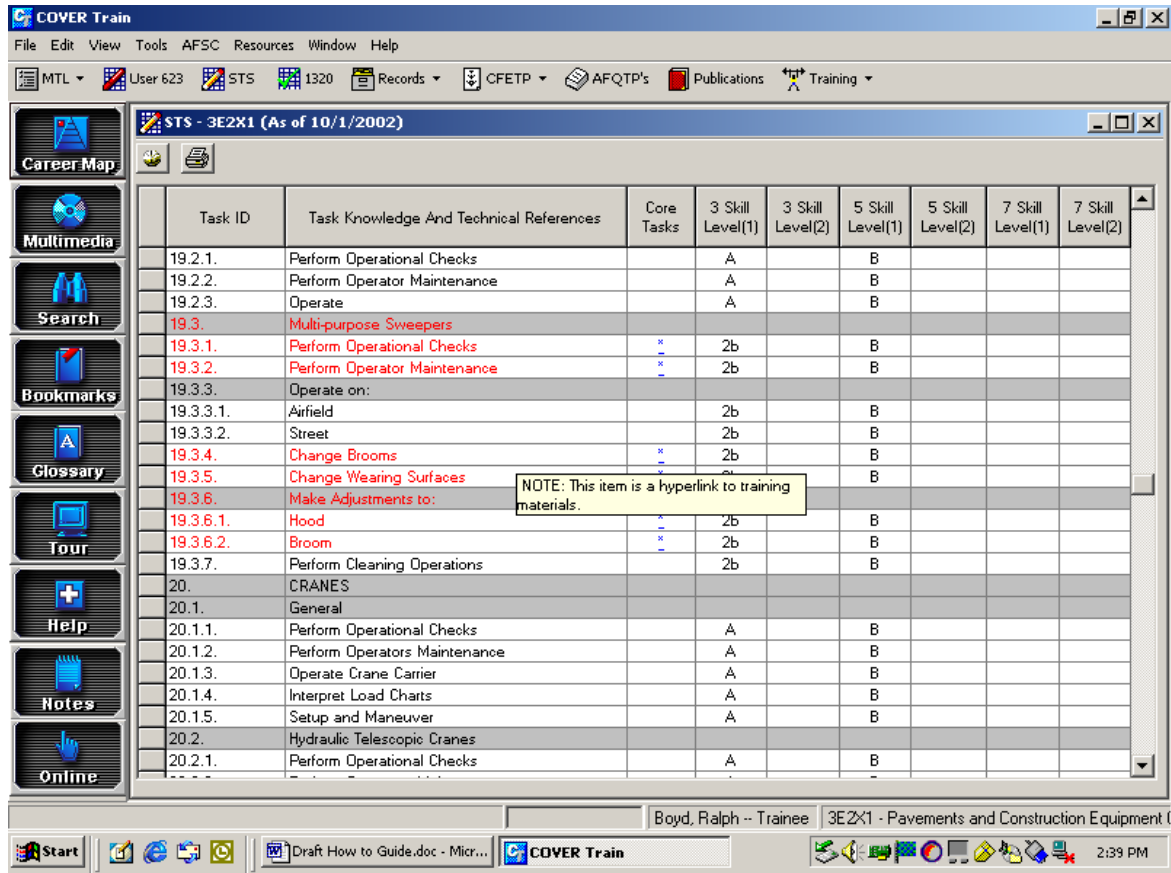 COVER Train
File Edit View Tools AFSC Resources Window Help
MTL User 623 STS 1320 Records CFETP AFQTP's Publications Training
STS - 3E2X1 (As of 10/1/2002)
Career Map
Multimedia
Search
Bookmarks
Glossary
Tour
Help
Notes
Online
Task ID Task Knowledge And Technical References Core Tasks 3 Skill Level(1) 3 Skill Level(2) 5 Skill Level(1) 5 Skill Level(2) 7 Skill Level(1) 7 Skill Level(2)
19.2.1. Perform Operational Checks A B
19.2.2. Perform Operator Maintenance A B
19.2.3. Operate A B
19.3. Multi-purpose Sweepers
19.3.1. Perform Operational Checks * 2b B
19.3.2. Perform Operator Maintenance * 2b B
19.3.3. Operate on:
19.3.3.1. Airfield 2b B
19.3.3.2. Street 2b B
19.3.4. Change Brooms * 2b B
19.3.5. Change Wearing Surfaces B
NOTE: This item is a hyperlink to training
materials.
19.3.6. Make Adjustments to:
19.3.6.1. Hood * 2b B
19.3.6.2. Broom * 2b B
19.3.7. Perform Cleaning Operations 2b B
20. CRANES
20.1. General
20.1.1. Perform Operational Checks A B
20.1.2. Perform Operators Maintenance A B
20.1.3. Operate Crane Carrier A B
20.1.4. Interpret Load Charts A B
20.1.5. Setup and Maneuver A B
20.2. Hydraulic Telescopic Cranes
20.2.1. Perform Operational Checks A B
Boyd, Ralph -- Trainee 3E2X1 - Pavements and Construction Equipment
Start Draft How to Guide.doc - Micr... COVER Train 2:39 PM